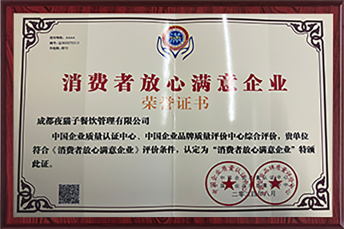 消费者放心满意企业
荣誉证书
成都夜猫子餐饮管理有限公司
中国企业质量认证中心、中国企业品牌质量评价中心综合评价，贵单位
符合《消费者放心满意企业》评价条件，认定为“消费者放心满意企业”特颁
此证。